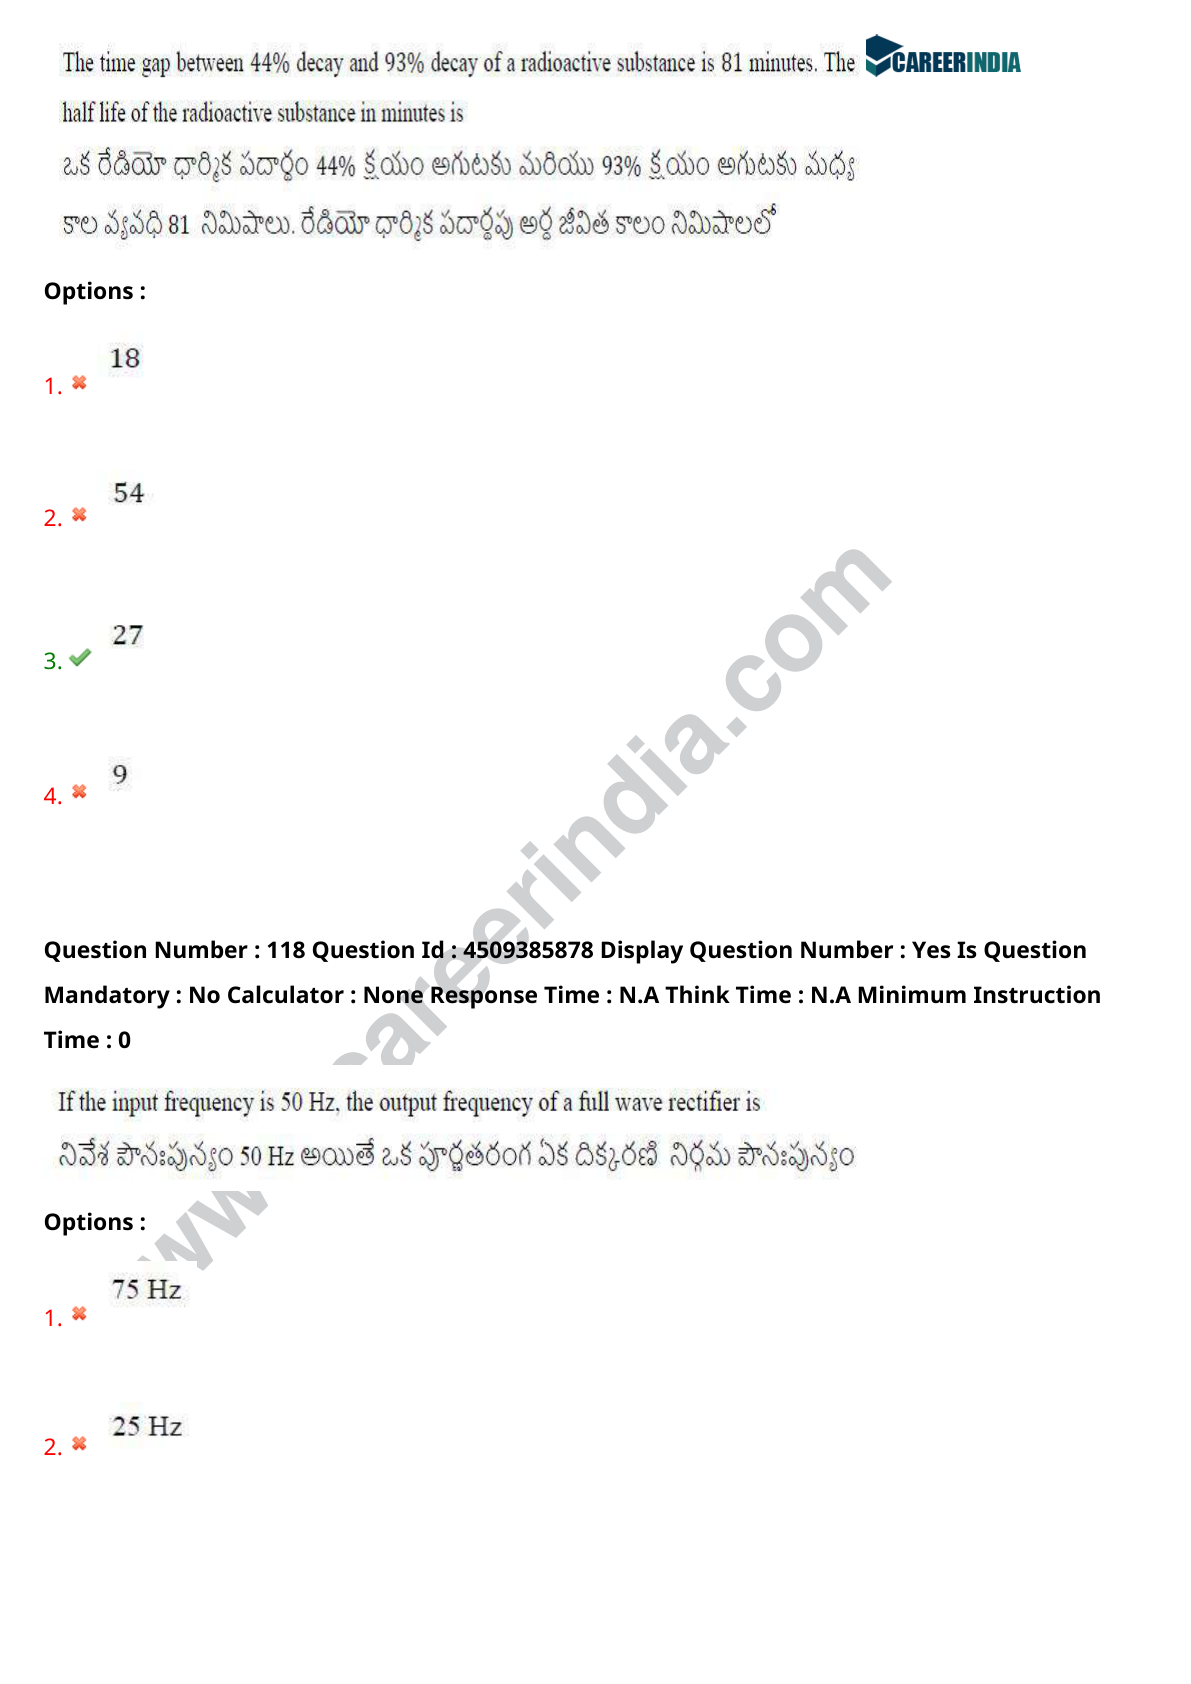 The time gap between 44% decay and 93% decay of a radioactive substance is 81 minutes. The
CAREERINDIA
half life of the radioactive substance in minutes is
ఒక రేడియో ధార్మిక పదార్థం 44% క్షయం అగుటకు మరియు 93% క్షయం అగుటకు మధ్య
కాల వ్యవధి 81 నిమిషాలు. రేడియో ధార్మిక పదార్థపు అర్ధ జీవిత కాలం నిమిషాలలో
Options :
18
1.
54
2.
27
3.
9
4.
Question Number : 118 Question Id : 4509385878 Display Question Number : Yes Is Question
Mandatory : No Calculator : None Response Time : N.A Think Time : N.A Minimum Instruction
Time : 0
If the input frequency is 50 Hz, the output frequency of a full wave rectifier is
నివేశ పౌనఃపున్యం 50 Hz అయితే ఒక పూర్ణతరంగ ఏక దిక్కరణి నిర్గమ పౌనఃపున్యం
Options :
75 Hz
1.
25 Hz
2.
www.careerindia.com